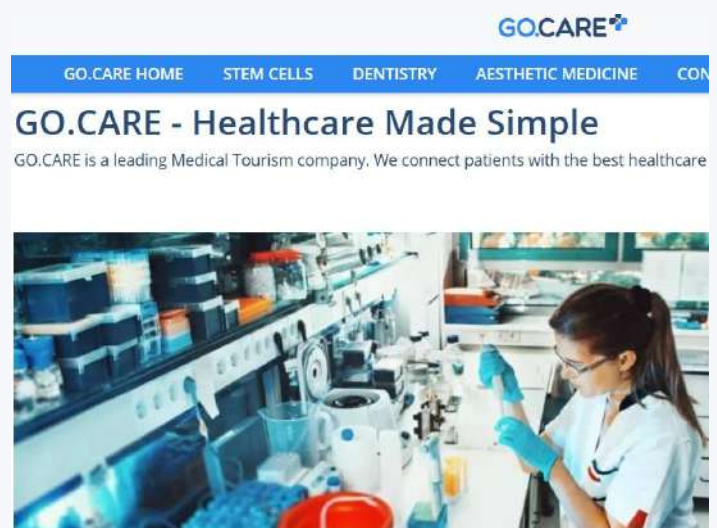 GO.CARE
GO.CARE HOME STEM CELLS DENTISTRY AESTHETIC MEDICINE CON
GO.CARE - Healthcare Made Simple
GO.CARE is a leading Medical Tourism company. We connect patients with the best healthcare